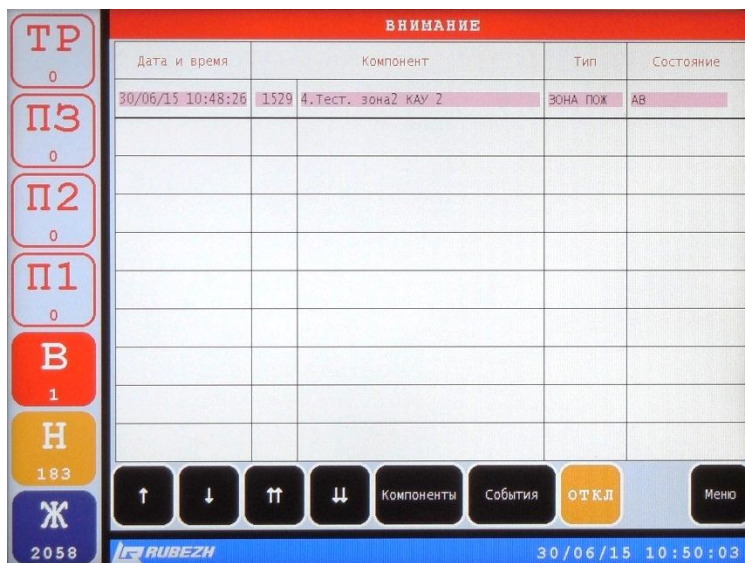 ВНИМАНИЕ
ТР
0
П3
0
П2
0
П1
0
В
1
Н
183
Ж
2058
Дата и время Компонент Тип Состояние
30/06/15 10:48:26 1529 4.Тест. зона2 КАУ 2 ЗОНА ПОЖ АВ
↑ ↓ ⇈ ⇊ Компоненты События ОТКЛ Меню
RUBEZH 30/06/15 10:50:03